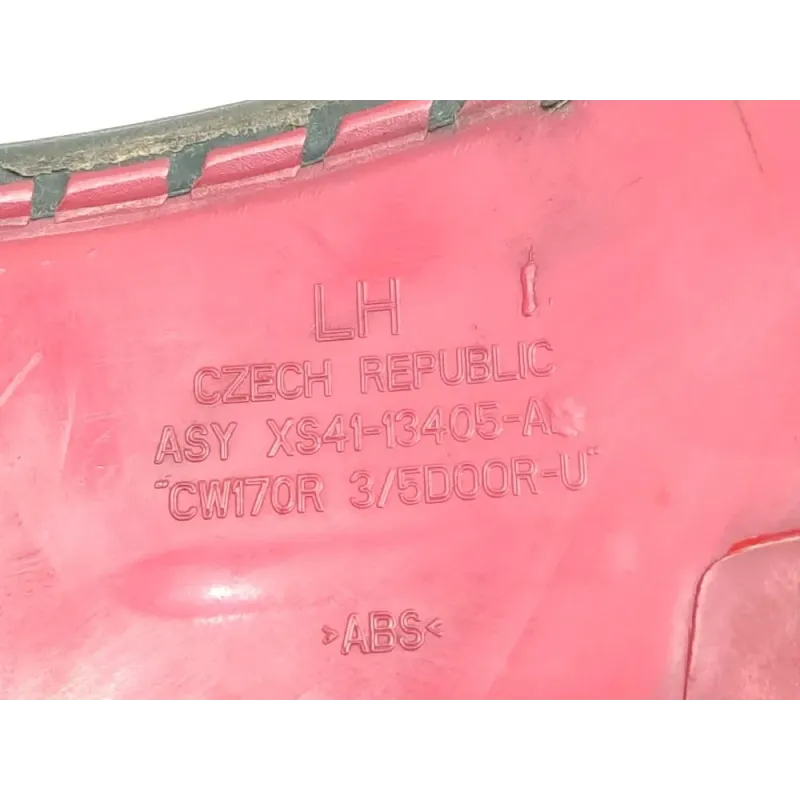 LH
CZECH REPUBLIC
ASY XS41-13405-A
"CW170R 3/5DOOR-U"
>ABS<